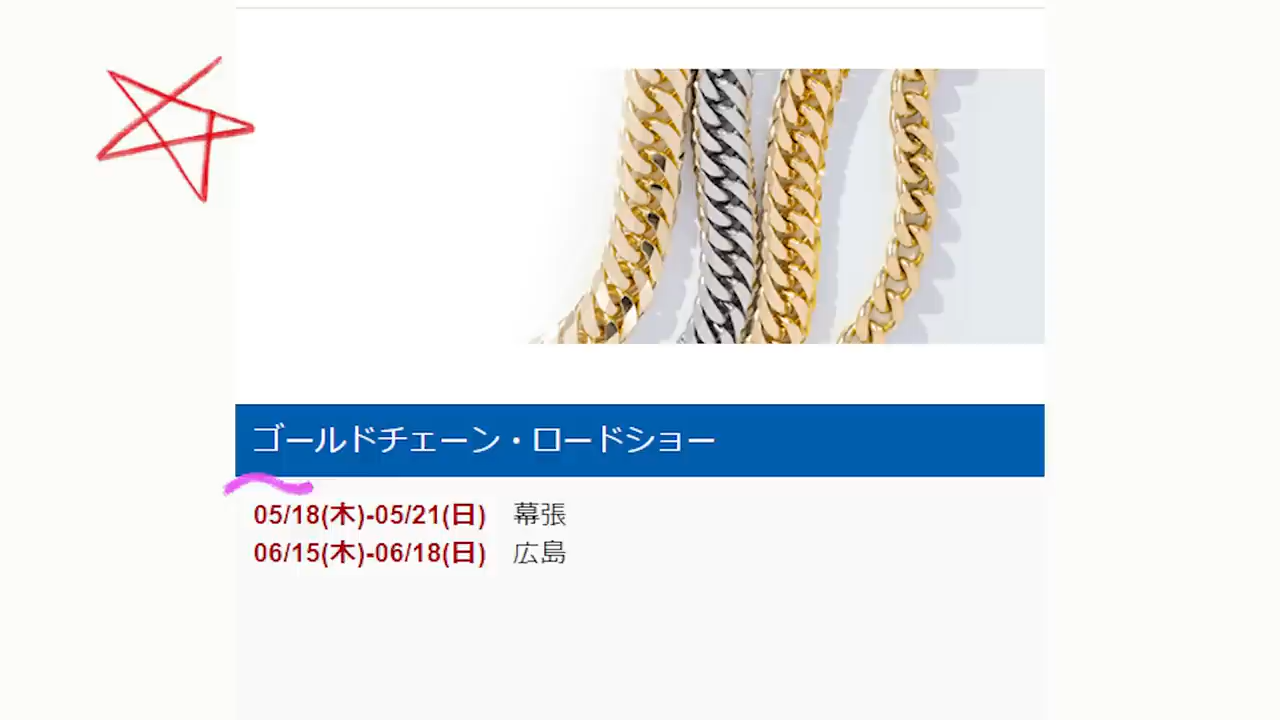 ゴールドチェーン・ロードショー
05/18(木)-05/21(日) 幕張
06/15(木)-06/18(日) 広島